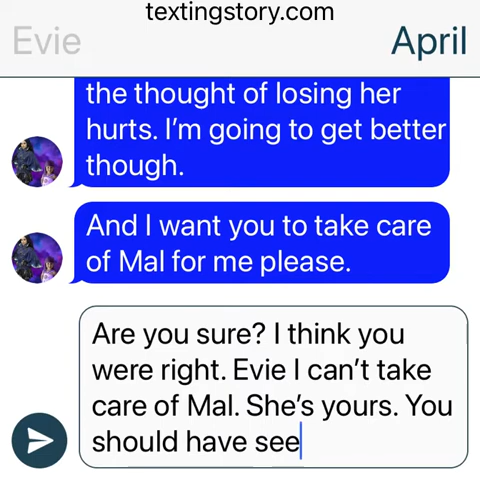 textingstory.com
Evie
April
the thought of losing her
hurts. I'm going to get better
though.
And I want you to take care
of Mal for me please.
Are you sure? I think you
were right. Evie I can't take
care of Mal. She's yours. You
should have see